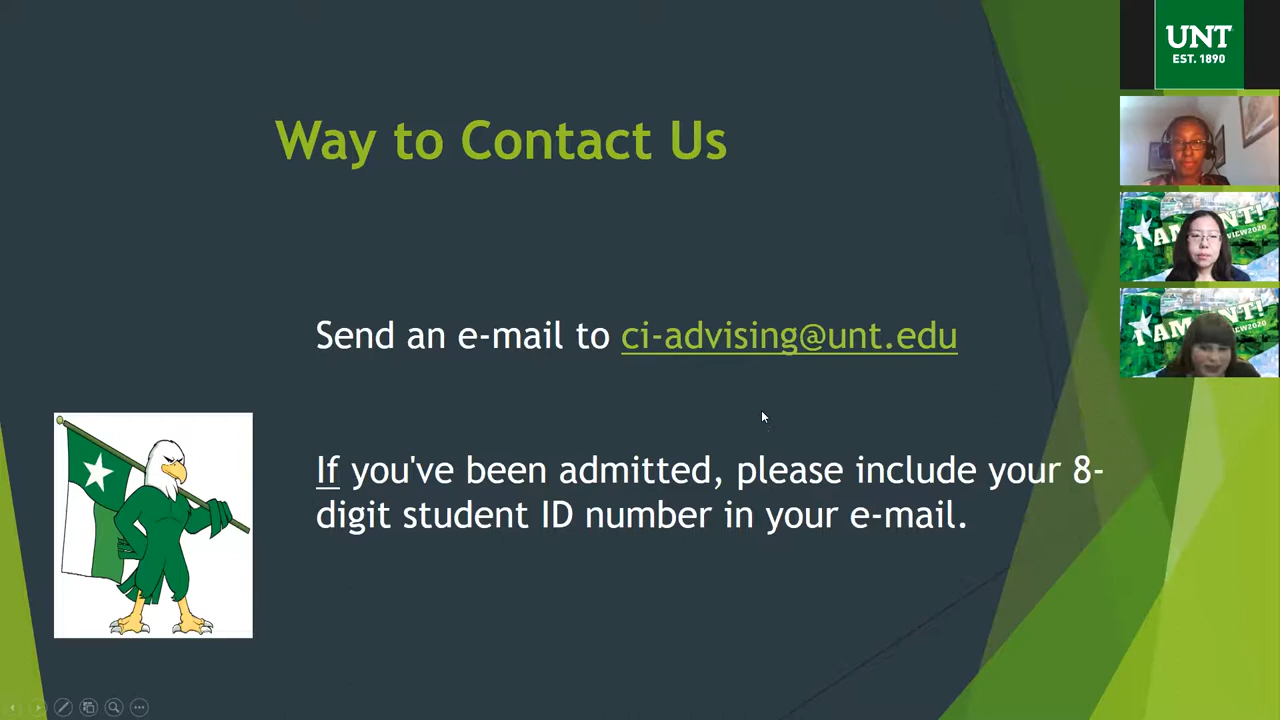 Way to Contact Us
Send an e-mail to ci-advising@unt.edu
If you've been admitted, please include your 8-
digit student ID number in your e-mail.
UNT
EST. 1890